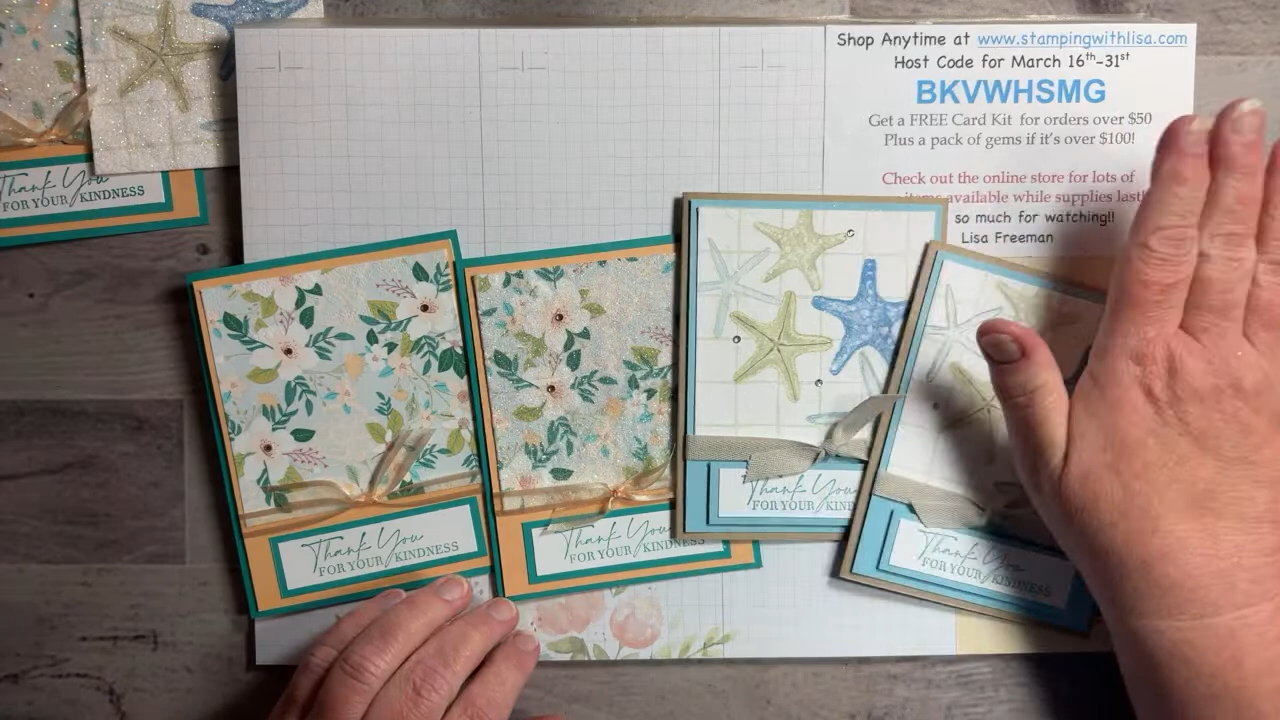 Shop Anytime at www.stampingwithlisa.com
Host Code for March 16th-31st
BKVWHSMG
Get a FREE Card Kit for orders over $50
Plus a pack of gems if it's over $100!
Check out the online store for lots of
items available while supplies last!
so much for watching!!
Lisa Freeman
Thank You
FOR YOUR KINDNESS
Thank You
FOR YOUR KINDNESS
Thank You
FOR YOUR KINDNESS
Thank You
FOR YOUR KIND
Thank You
FOR YOUR KINDNESS